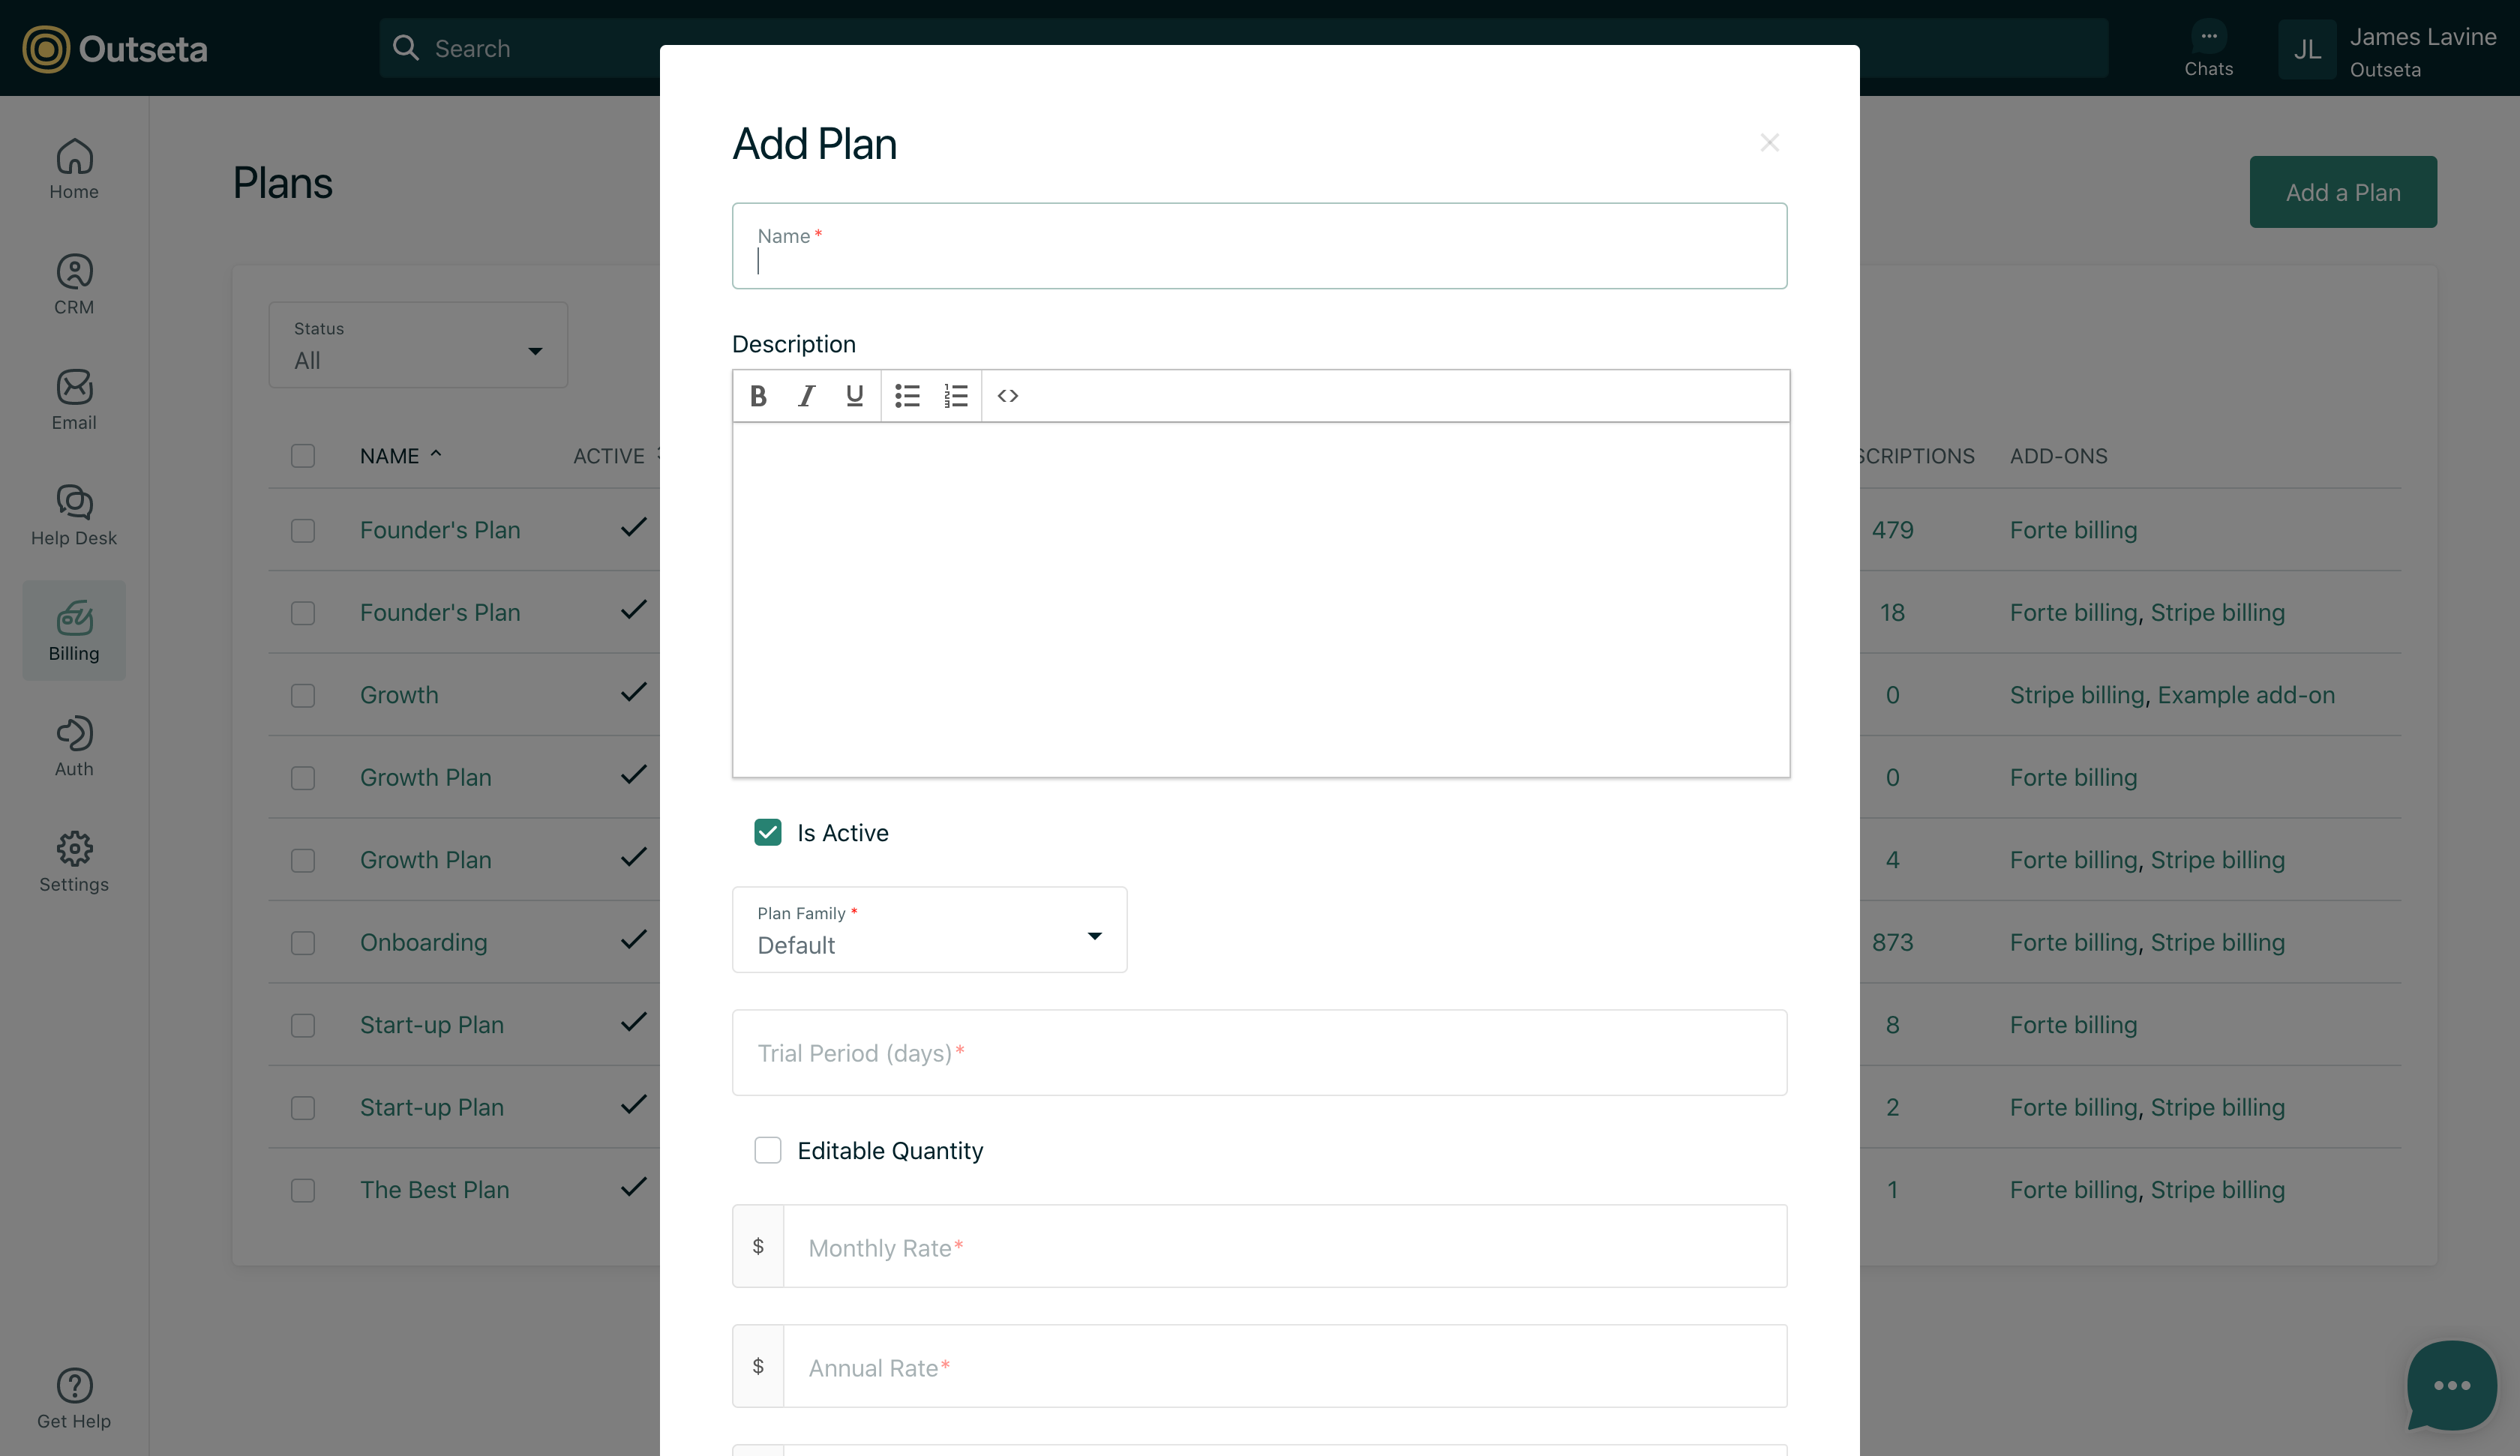 Outseta
Search
Chats
JL
James Lavine
Outseta
Home
CRM
Email
Help Desk
Billing
Auth
Settings
Get Help
Plans
Add a Plan
Status
All
NAME ACTIVE SCRIPTIONS ADD-ONS
Founder's Plan 479 Forte billing
Founder's Plan 18 Forte billing, Stripe billing
Growth 0 Stripe billing, Example add-on
Growth Plan 0 Forte billing
Growth Plan 4 Forte billing, Stripe billing
Onboarding 873 Forte billing, Stripe billing
Start-up Plan 8 Forte billing
Start-up Plan 2 Forte billing, Stripe billing
The Best Plan 1 Forte billing, Stripe billing
Add Plan
Name *
Description
B I U <>
Is Active
Plan Family *
Default
Trial Period (days) *
Editable Quantity
$ Monthly Rate *
$ Annual Rate *